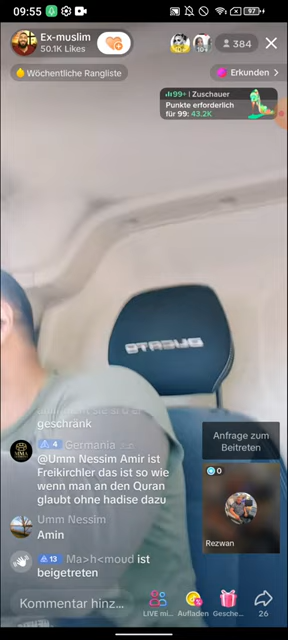 09:55
97
Ex-muslim
50.1K Likes
384
Wöchentliche Rangliste
Erkunden >
99+ | Zuschauer
Punkte erforderlich
für 99: 43.2K
geschränk
4 Germania
@Umm Nessim Amir ist
Freikirchler das ist so wie
wenn man an den Quran
glaubt ohne hadise dazu
Umm Nessim
Amin
13 Ma>h<moud ist
beigetreten
Anfrage zum
Beitreten
0
Rezwan
Kommentar hinz...
LIVE mi...
Aufladen
Gesche...
26